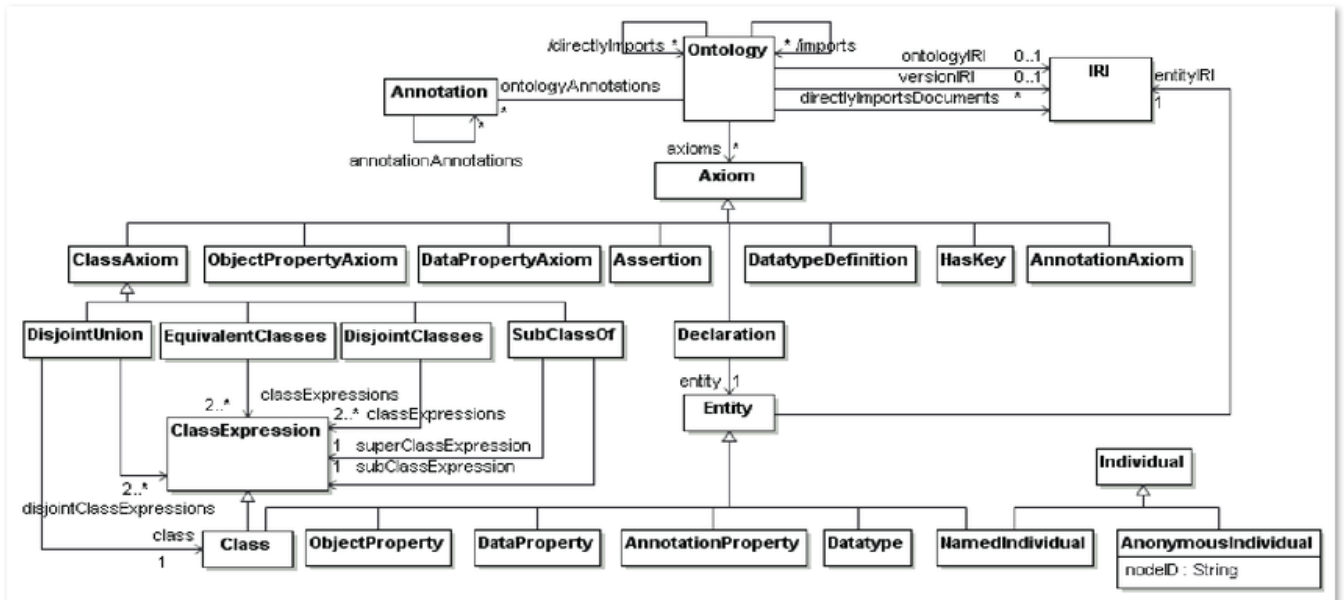 /directlyImports *
Ontology
* /imports
ontologyIRI 0..1
IRI
entityIRI
1
versionIRI 0..1
directlyImportsDocuments *
Annotation
ontologyAnnotations
*
*
annotationAnnotations
axioms *
Axiom
ClassAxiom
ObjectPropertyAxiom
DataPropertyAxiom
Assertion
DatatypeDefinition
HasKey
AnnotationAxiom
DisjointUnion
EquivalentClasses
DisjointClasses
SubClassOf
Declaration
entity 1
Entity
classExpressions
2..*
2..* classExpressions
ClassExpression
1 superClassExpression
1 subClassExpression
2..*
disjointClassExpressions
class
1
Class
ObjectProperty
DataProperty
AnnotationProperty
Datatype
NamedIndividual
Individual
AnonymousIndividual
nodeID : String